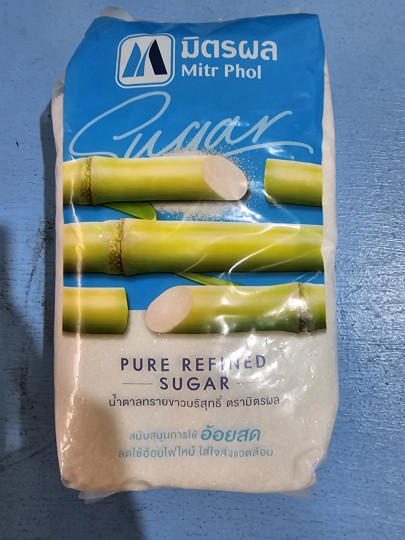 มิตรผล
Mitr Phol
Sugar
PURE REFINED
SUGAR
น้ำตาลทรายขาวบริสุทธิ์ ตรามิตรผล
สนับสนุนการใช้ อ้อยสด
ลดใช้อ้อยไฟไหม้ ใส่ใจสิ่งแวดล้อม